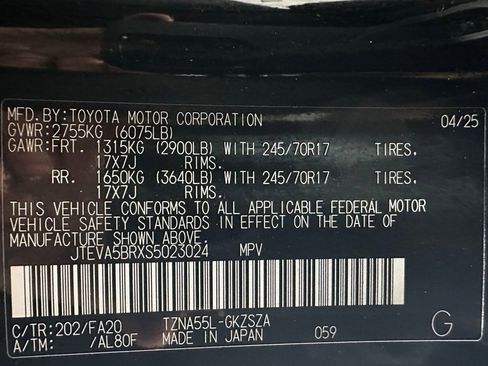 MFD.BY:TOYOTA MOTOR CORPORATION 04/25
GVWR:2755KG (6075LB)
GAWR:FRT. 1315KG (2900LB) WITH 245/70R17 TIRES.
17X7J RIMS.
RR. 1650KG (3640LB) WITH 245/70R17 TIRES.
17X7J RIMS.
THIS VEHICLE CONFORMS TO ALL APPLICABLE FEDERAL MOTOR
VEHICLE SAFETY STANDARDS IN EFFECT ON THE DATE OF
MANUFACTURE SHOWN ABOVE.
JTEVA5BRXS5023024 MPV
C/TR:202/FA20 TZNA55L-GKZSZA
A/TM: /AL80F MADE IN JAPAN 059 G